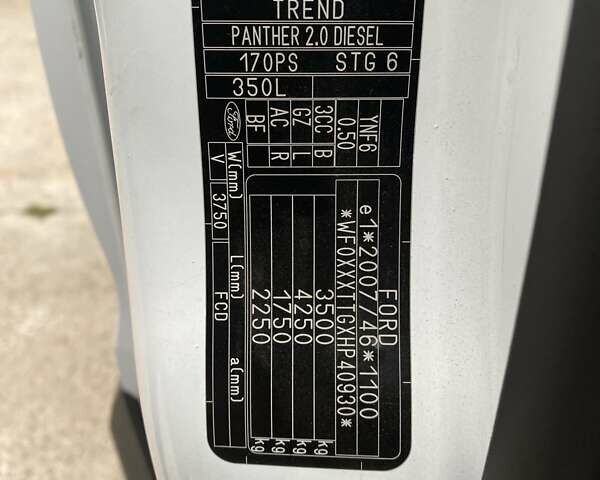 TREND
PANTHER 2.0 DIESEL
170PS STG 6
350L
Ford
YNF6
0.50
3CC B
GZ L
AC R
BF
W(mm) L(mm) a(mm)
V 3750 FCD
FORD
e1*2007/46*1100
*WF0XXXTTGXHP40930*
3500 kg
4250 kg
1750 kg
2250 kg